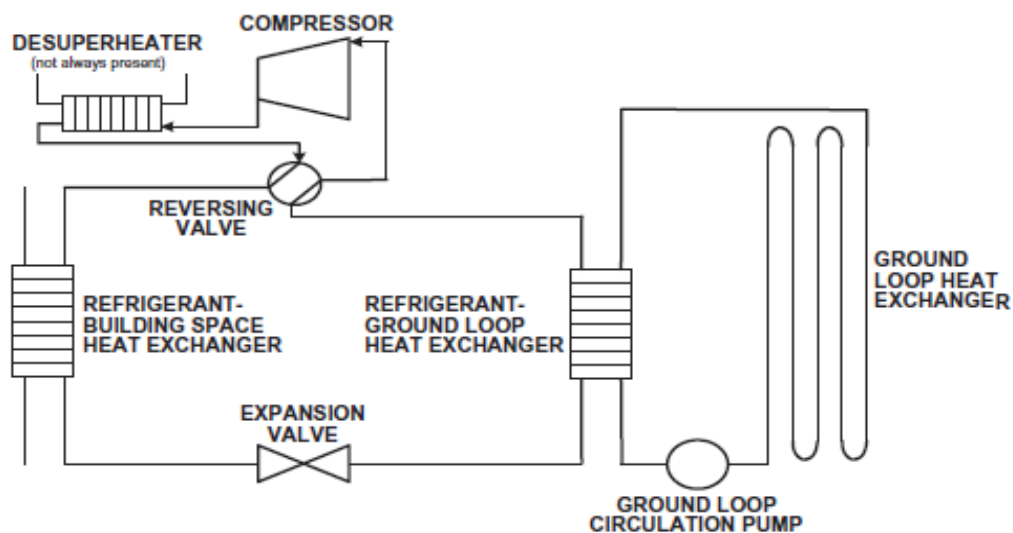 COMPRESSOR
DESUPERHEATER
(not always present)
REVERSING
VALVE
GROUND
LOOP HEAT
EXCHANGER
REFRIGERANT-
BUILDING SPACE
HEAT EXCHANGER
REFRIGERANT-
GROUND LOOP
HEAT EXCHANGER
EXPANSION
VALVE
GROUND LOOP
CIRCULATION PUMP